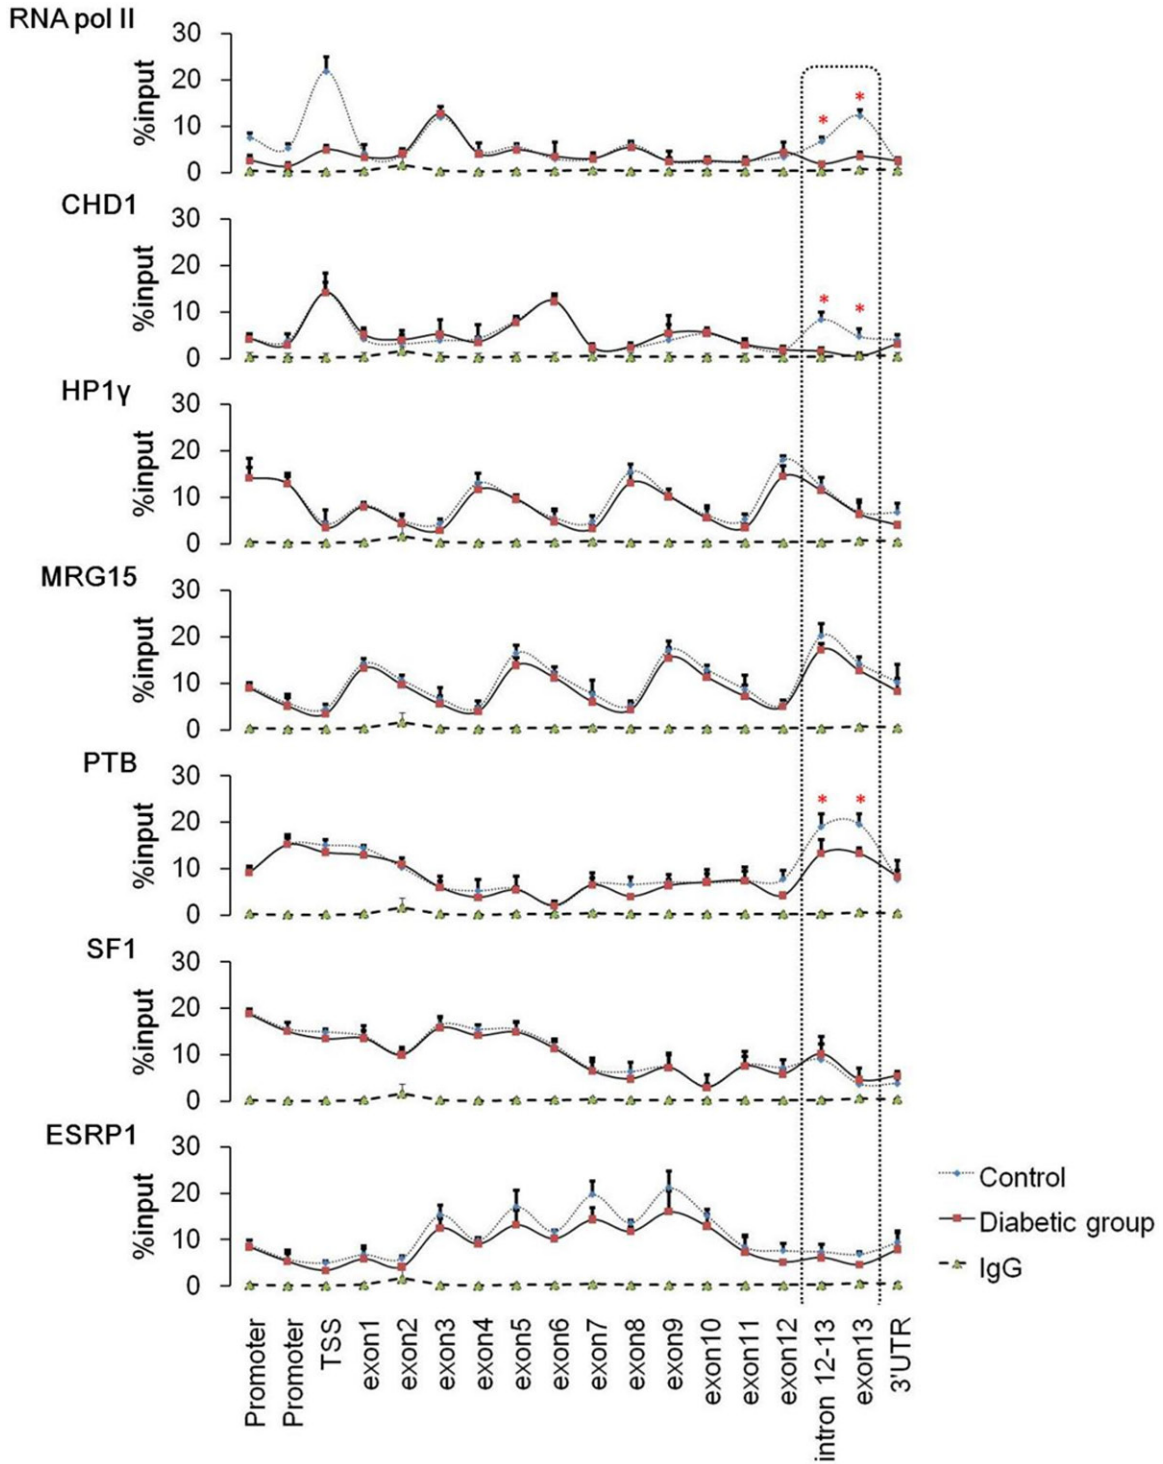 RNA pol II
%input
30
20
10
0
*
*
CHD1
%input
30
20
10
0
*
*
HP1γ
%input
30
20
10
0
MRG15
%input
30
20
10
0
PTB
%input
30
20
10
0
*
*
SF1
%input
30
20
10
0
ESRP1
%input
30
20
10
0
Control
Diabetic group
IgG
Promoter
Promoter
TSS
exon1
exon2
exon3
exon4
exon5
exon6
exon7
exon8
exon9
exon10
exon11
exon12
intron 12-13
exon13
3'UTR